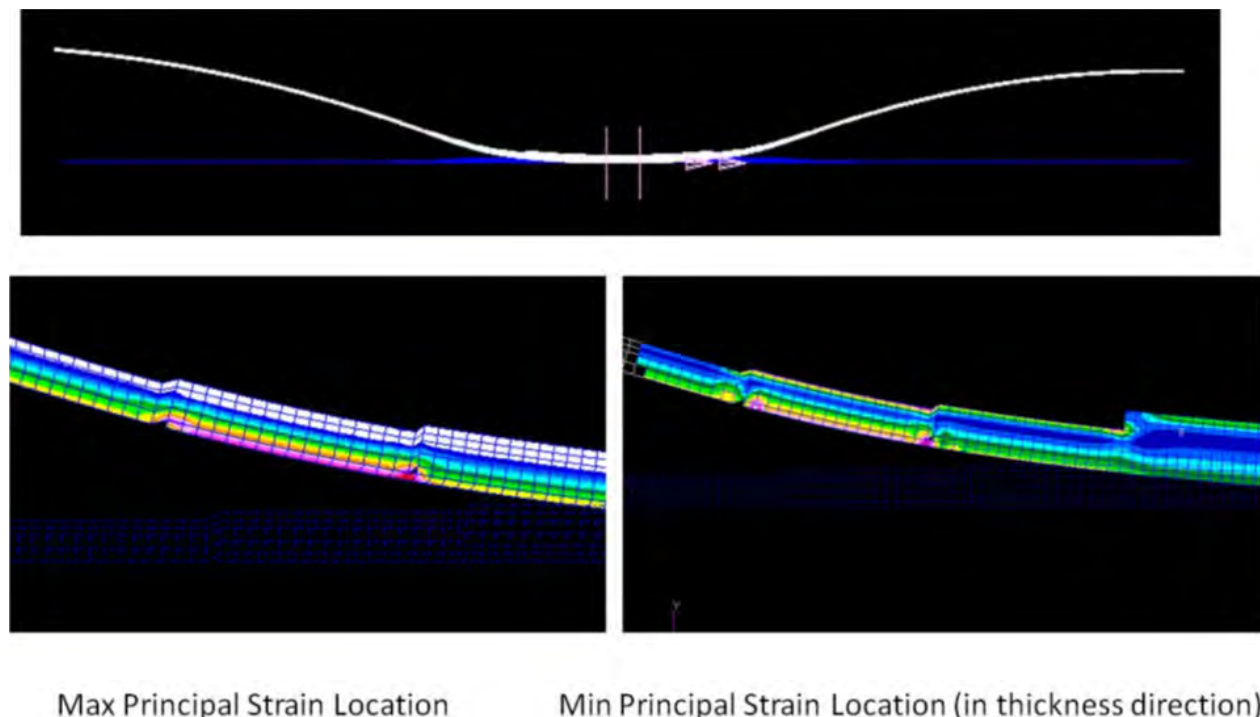 Y
Max Principal Strain Location
Min Principal Strain Location (in thickness direction)